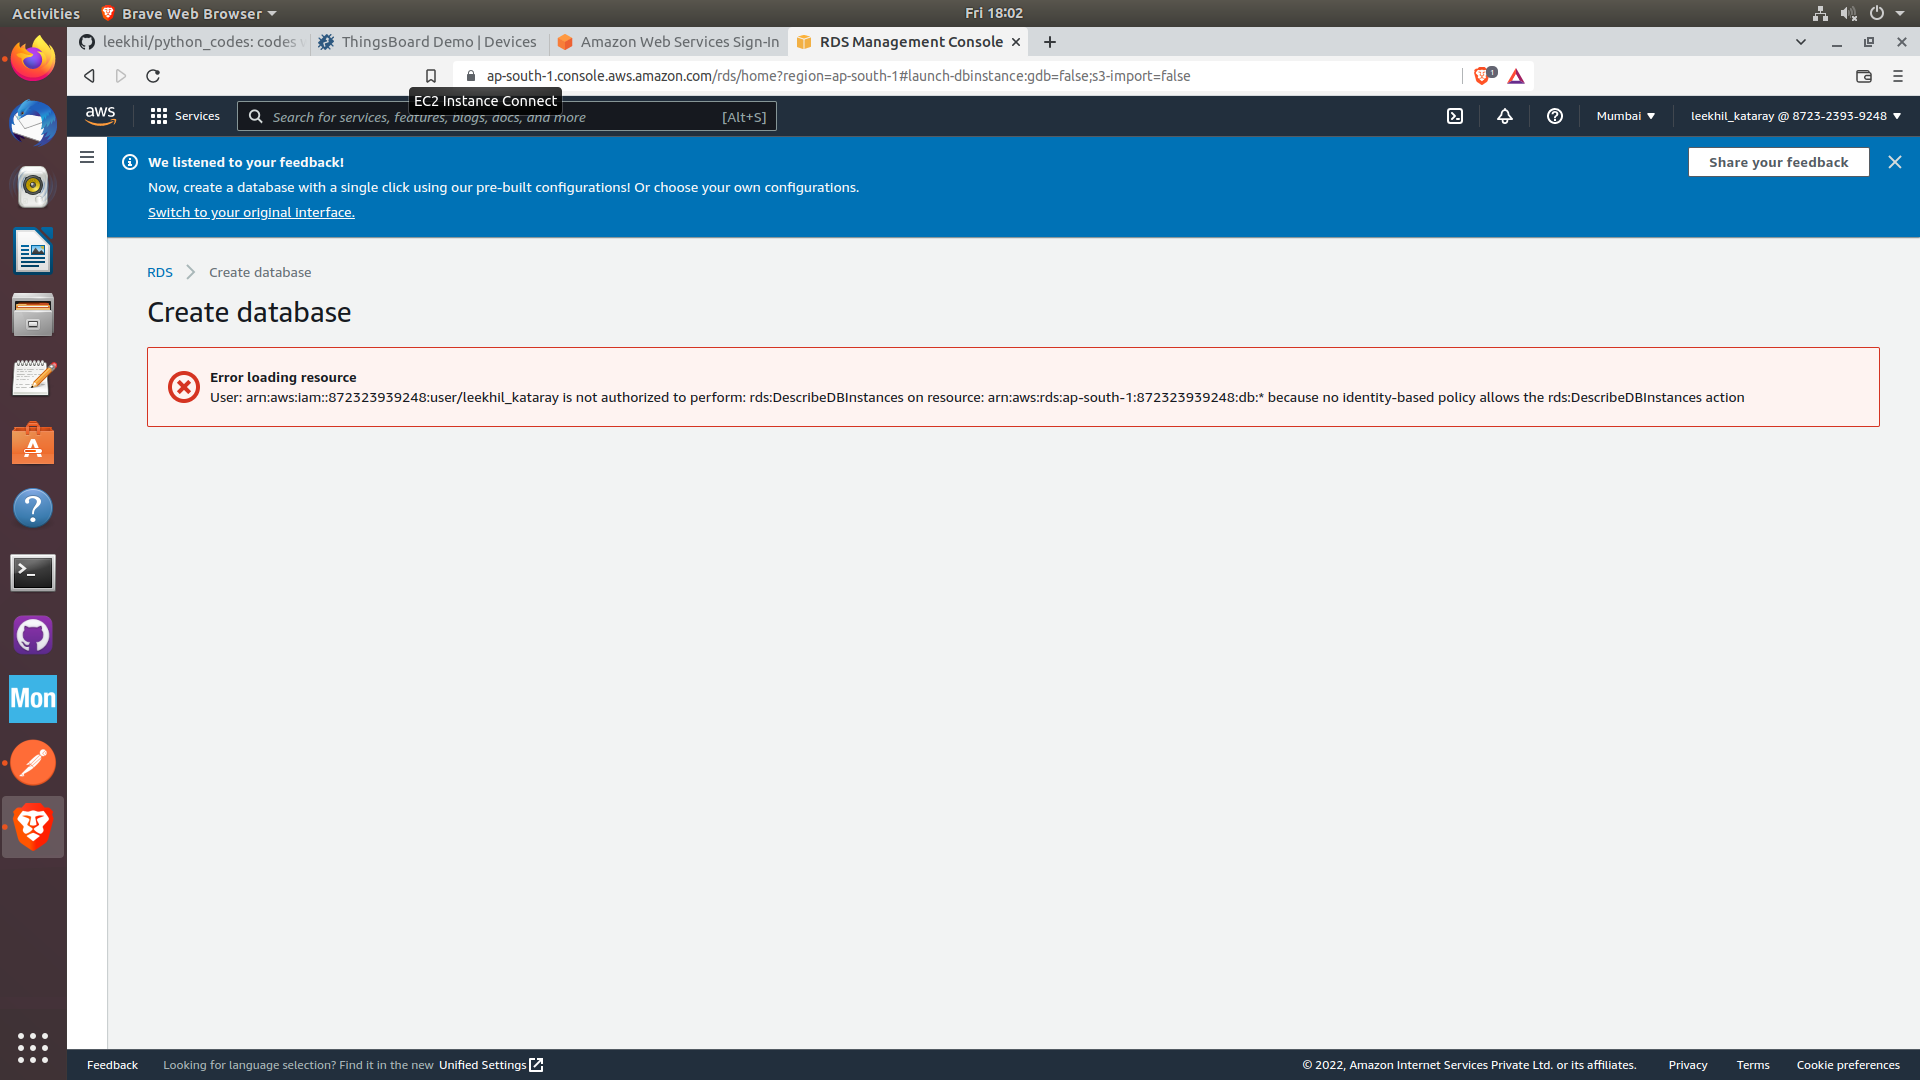 Activities
Brave Web Browser
Fri 18:02
leekhil/python_codes: codes
ThingsBoard Demo | Devices
Amazon Web Services Sign-In
RDS Management Console
ap-south-1.console.aws.amazon.com/rds/home?region=ap-south-1#launch-dbinstance:gdb=false;s3-import=false
1
EC2 Instance Connect
aws
Services
Search for services, features, blogs, docs, and more
[Alt+S]
Mumbai
leekhil_kataray @ 8723-2393-9248
We listened to your feedback!
Now, create a database with a single click using our pre-built configurations! Or choose your own configurations.
Switch to your original interface.
Share your feedback
RDS
Create database
Create database
Error loading resource
User: arn:aws:iam::872323939248:user/leekhil_kataray is not authorized to perform: rds:DescribeDBInstances on resource: arn:aws:rds:ap-south-1:872323939248:db:* because no identity-based policy allows the rds:DescribeDBInstances action
Mon
Feedback
Looking for language selection? Find it in the new Unified Settings
© 2022, Amazon Internet Services Private Ltd. or its affiliates.
Privacy
Terms
Cookie preferences